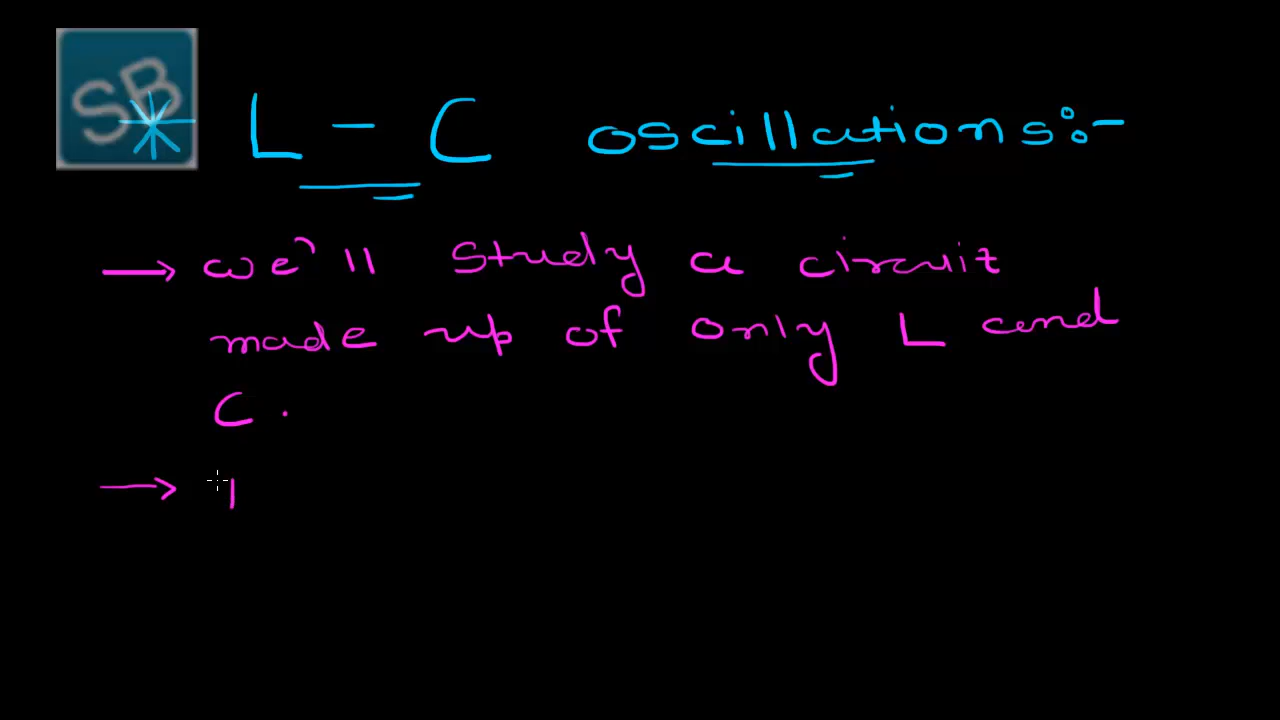 SB
L - C oscillations:-
→ we'll study a circuit
made up of only L and
C.
→